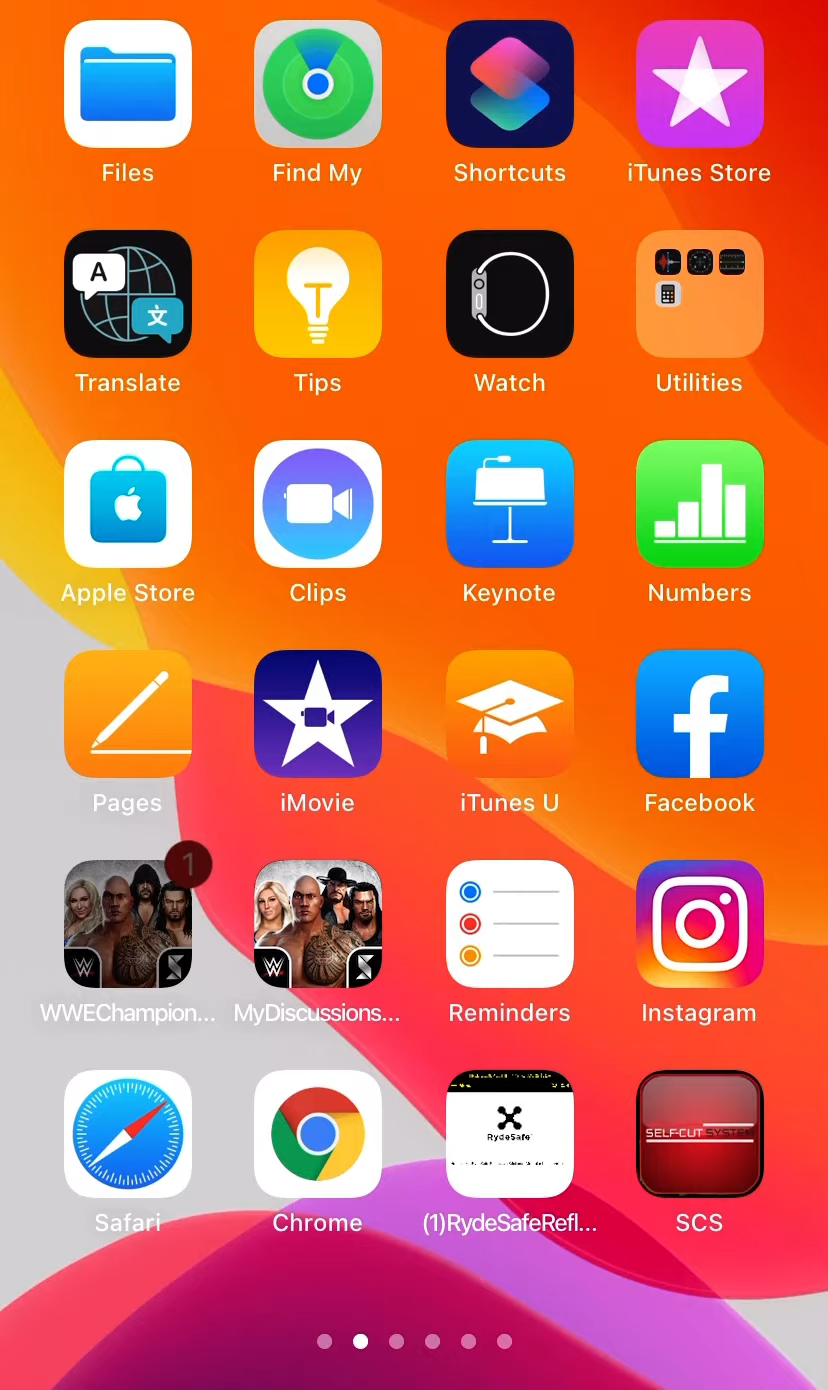 Files Find My Shortcuts iTunes Store
A 文
Translate Tips Watch Utilities
Apple Store Clips Keynote Numbers
Pages iMovie iTunes U Facebook
1
WWEChampion... MyDiscussions... Reminders Instagram
RydeSafe
SELF-CUT SYSTEM
Safari Chrome (1)RydeSafeRefl... SCS